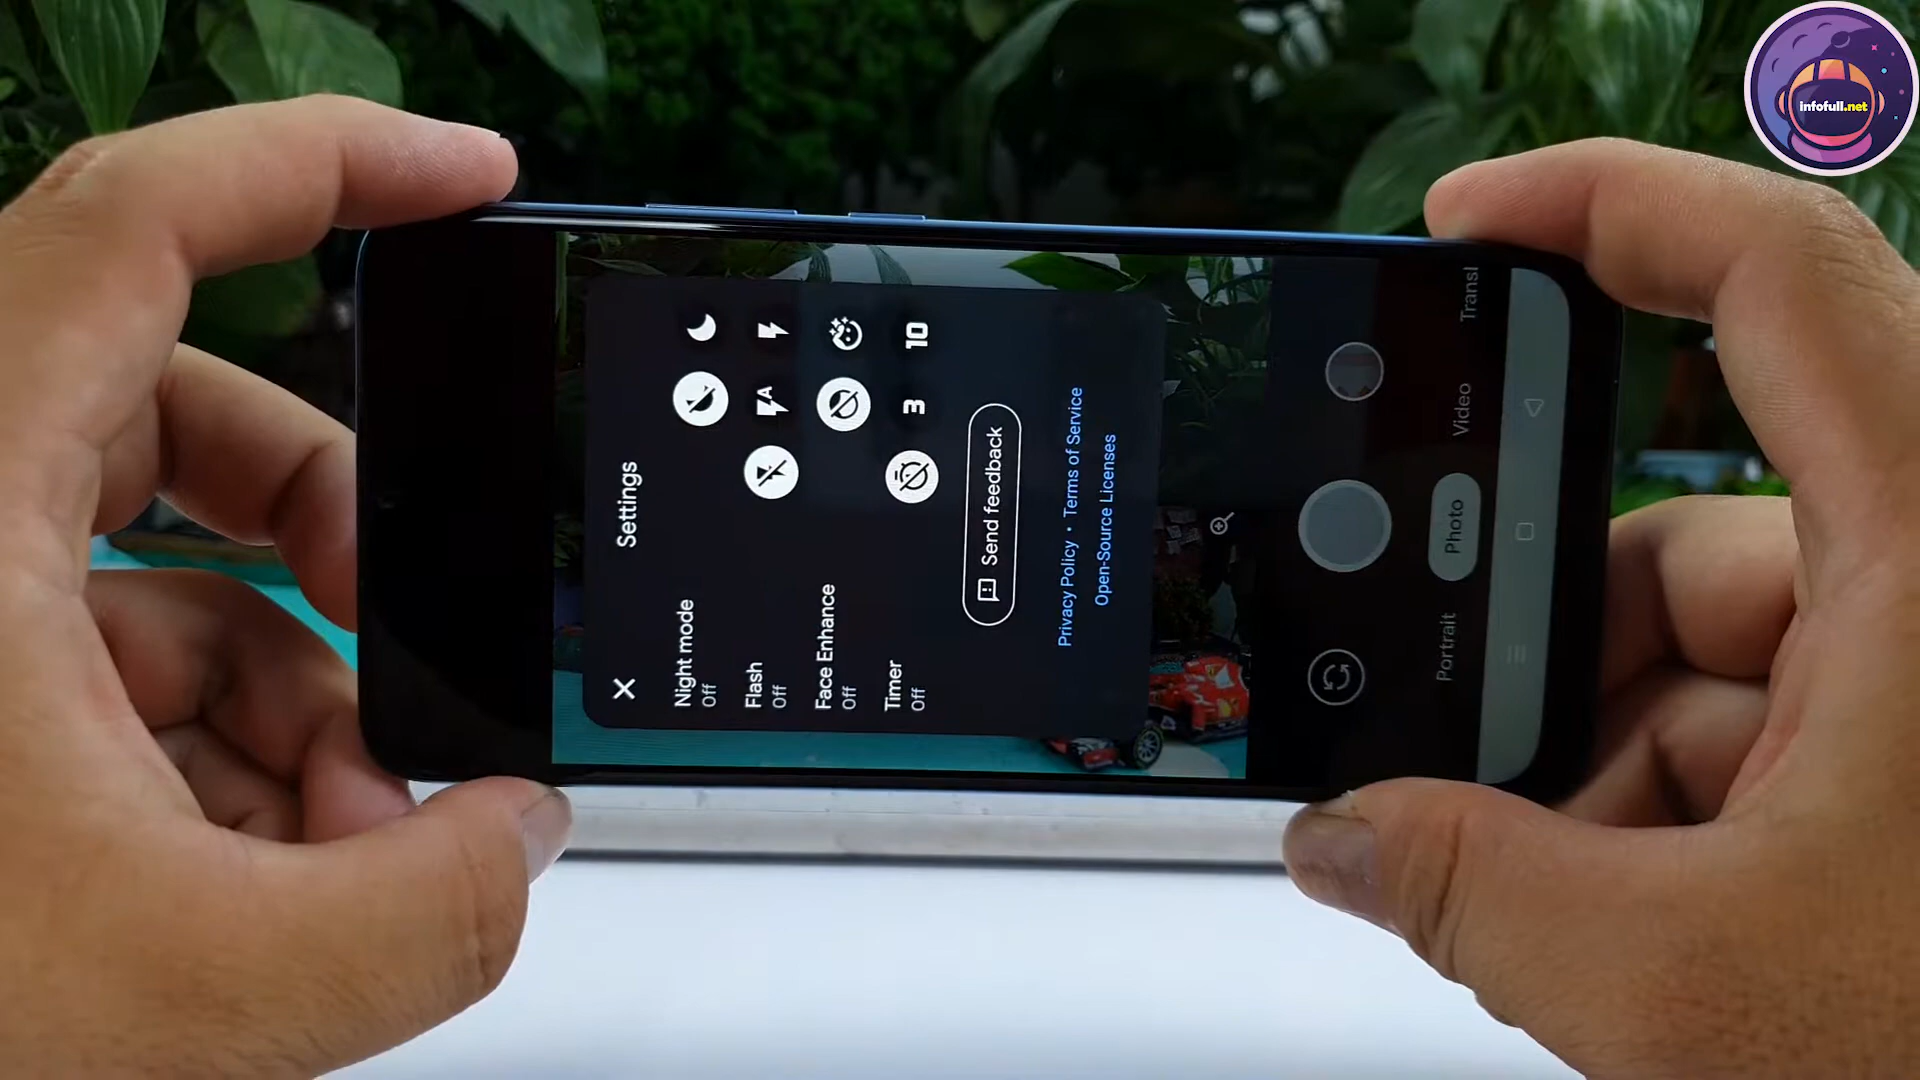 infofull.net
Settings
Night mode
Off
Flash
Off
A
Face Enhance
Off
Timer
Off
3
10
Send feedback
Privacy Policy • Terms of Service
Open-Source Licenses
Portrait
Photo
Video
Transl